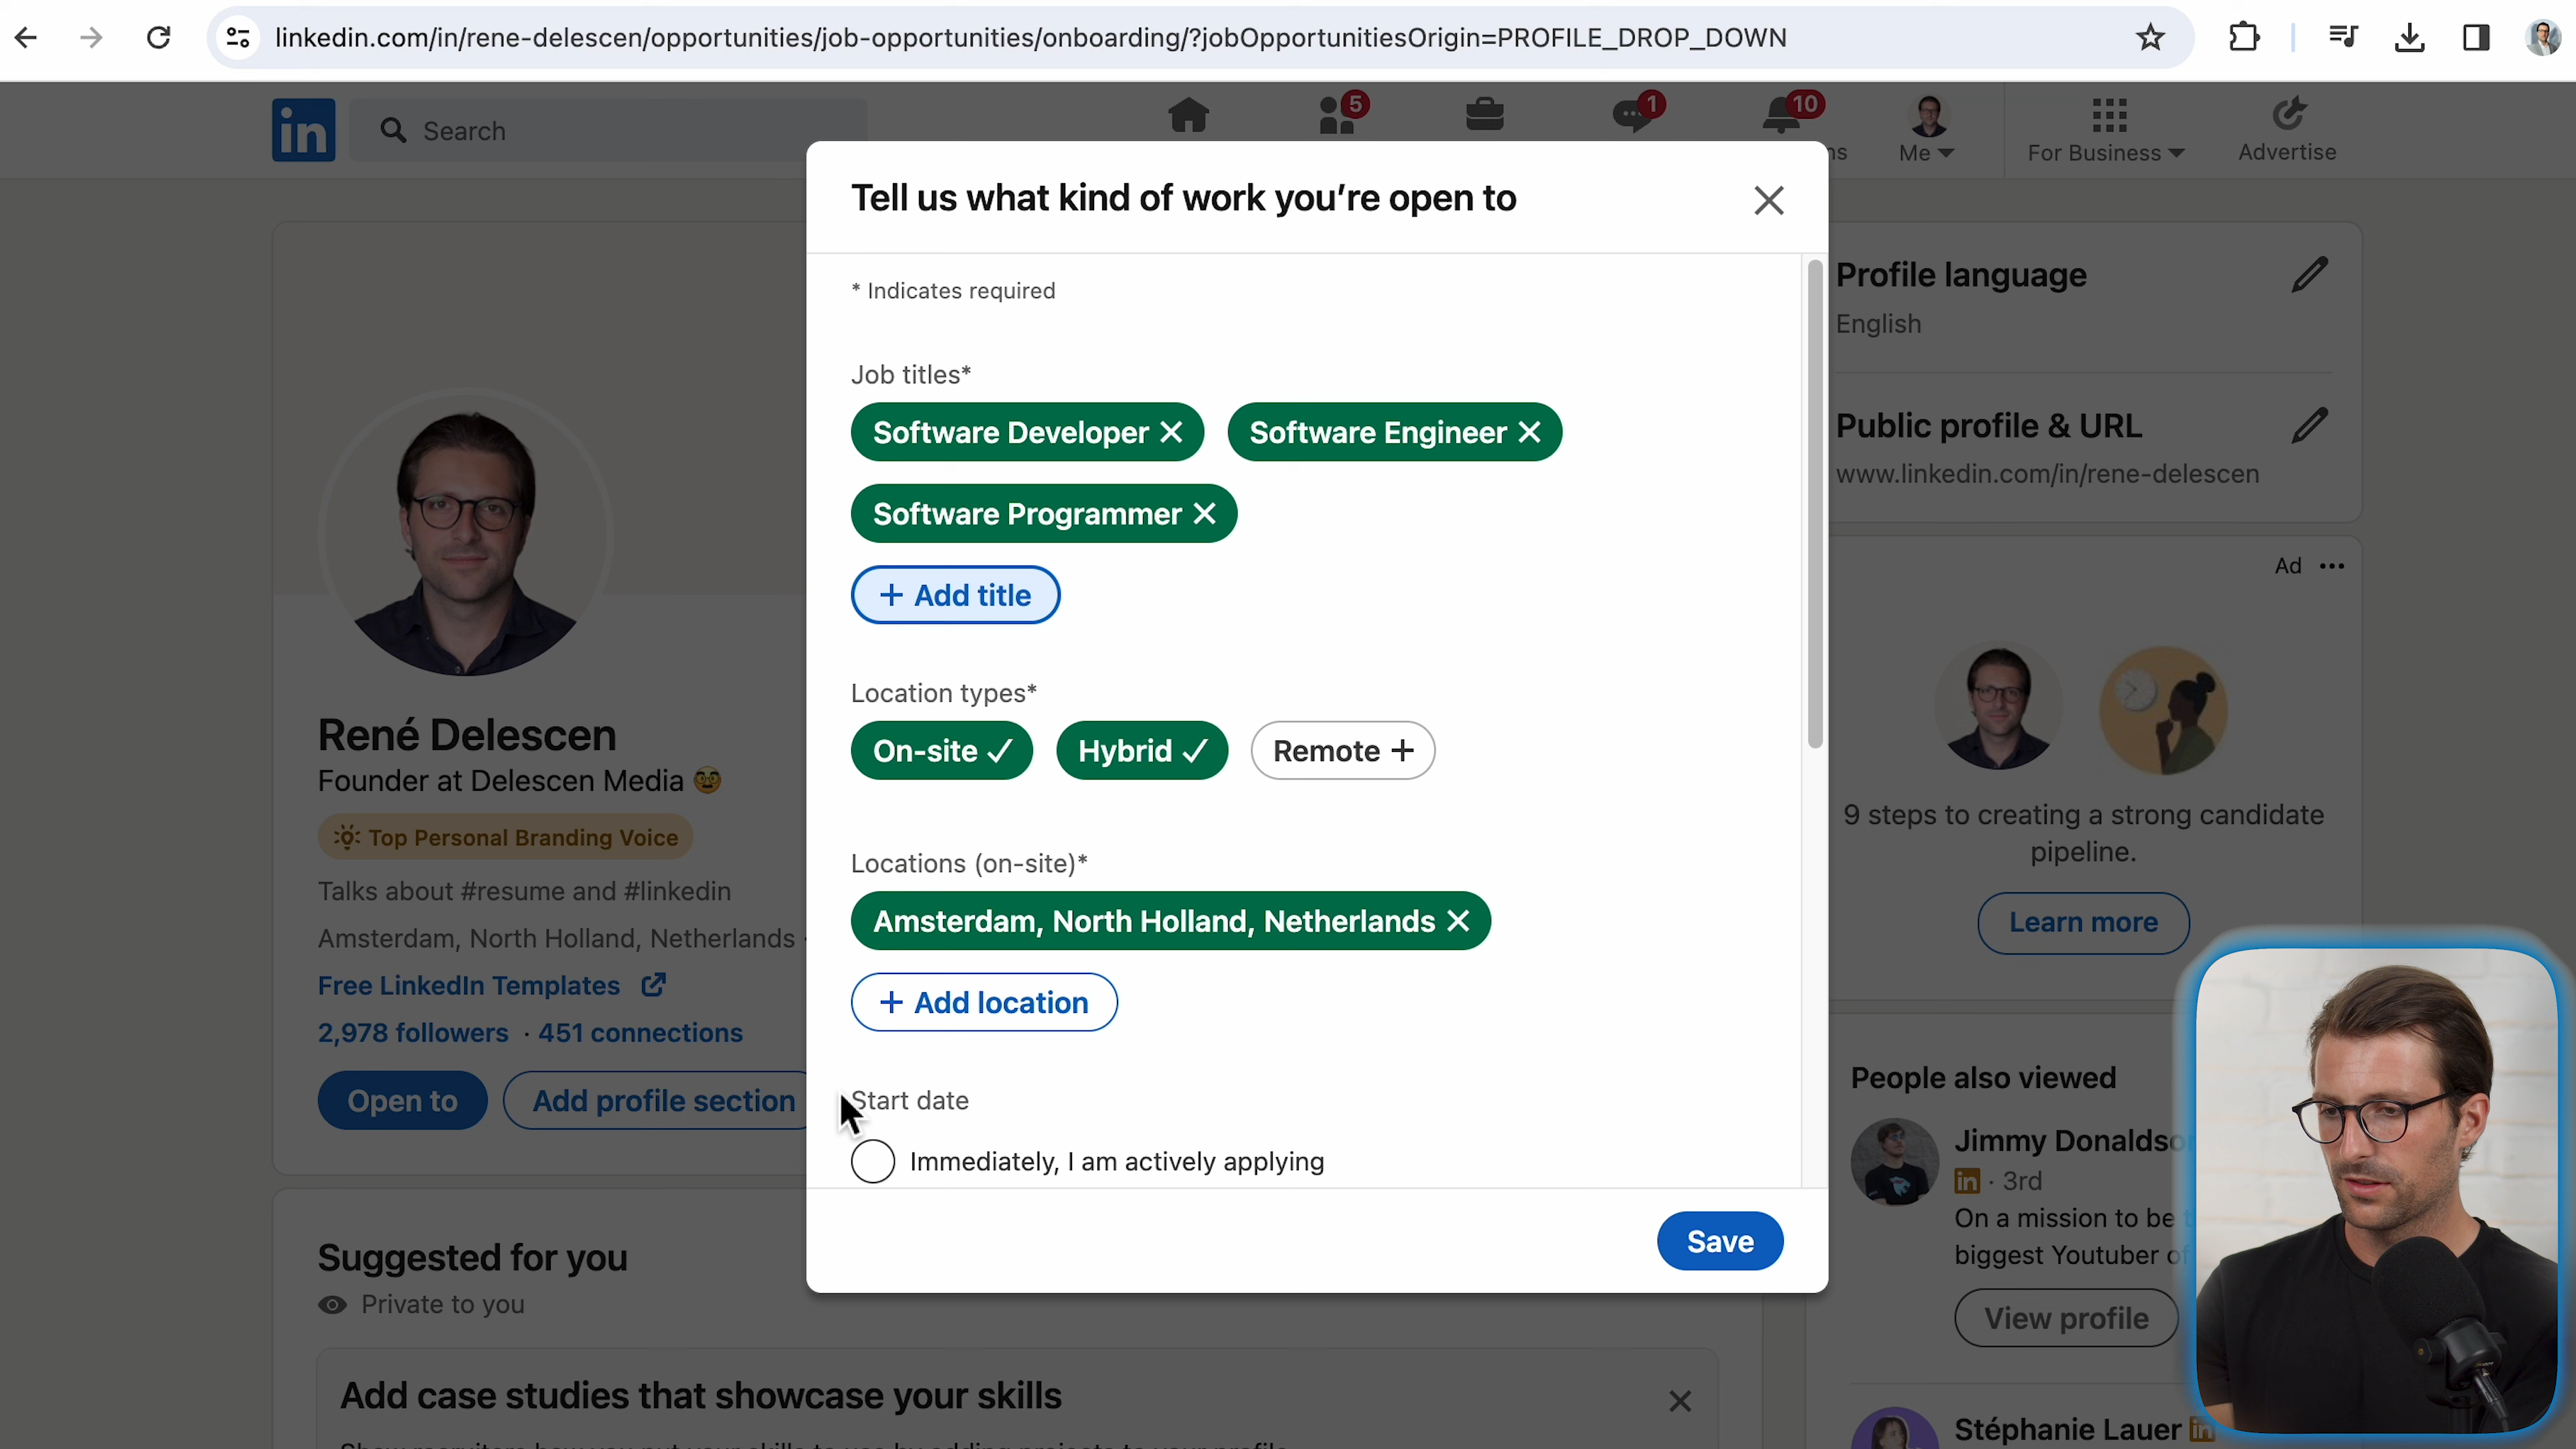 linkedin.com/in/rene-delescen/opportunities/job-opportunities/onboarding/?jobOpportunitiesOrigin=PROFILE_DROP_DOWN
in
Search
5
1
10
Me
For Business
Advertise
Tell us what kind of work you're open to
* Indicates required
Job titles*
Software Developer
Software Engineer
Software Programmer
+ Add title
Location types*
On-site
Hybrid
Remote +
Locations (on-site)*
Amsterdam, North Holland, Netherlands
+ Add location
Start date
Immediately, I am actively applying
Save
René Delescen
Founder at Delescen Media
Top Personal Branding Voice
Talks about #resume and #linkedin
Amsterdam, North Holland, Netherlands
Free LinkedIn Templates
2,978 followers · 451 connections
Open to
Add profile section
Suggested for you
Private to you
Add case studies that showcase your skills
Profile language
English
Public profile & URL
www.linkedin.com/in/rene-delescen
Ad
9 steps to creating a strong candidate
pipeline.
Learn more
People also viewed
Jimmy
in · 3rd
On a mission to be
biggest Youtuber
View profile
Stéphanie Lauer in